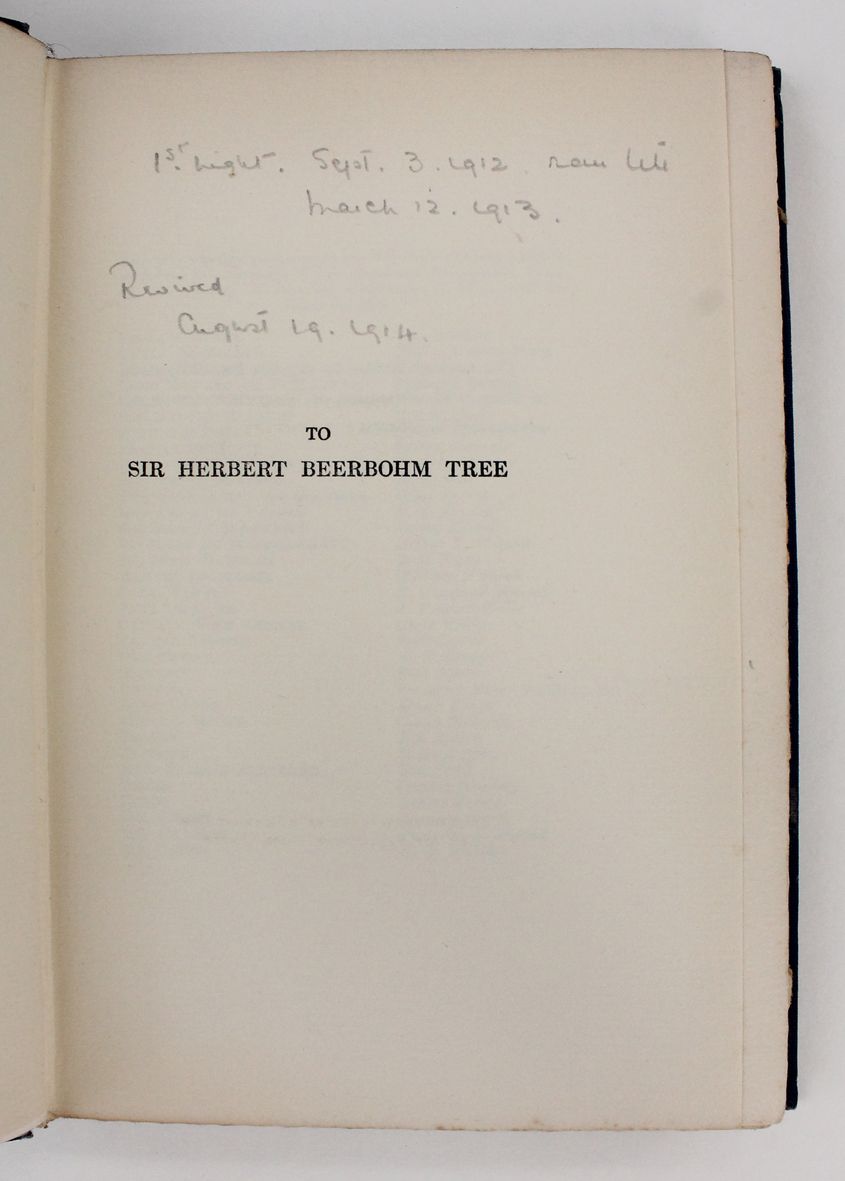 1st. night. Sept. 3. 1912. ran till
March 12. 1913.
Revived
August 19. 1914.
TO
SIR HERBERT BEERBOHM TREE